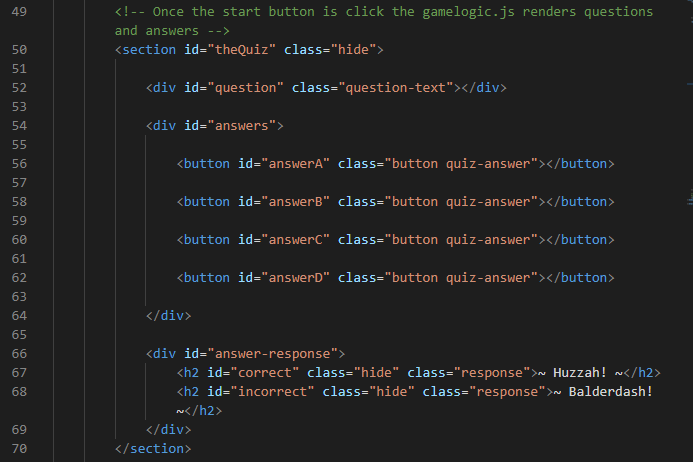 49 <!-- Once the start button is click the gamelogic.js renders questions
and answers -->
50 <section id="theQuiz" class="hide">
51
52 <div id="question" class="question-text"></div>
53
54 <div id="answers">
55
56 <button id="answerA" class="button quiz-answer"></button>
57
58 <button id="answerB" class="button quiz-answer"></button>
59
60 <button id="answerC" class="button quiz-answer"></button>
61
62 <button id="answerD" class="button quiz-answer"></button>
63
64 </div>
65
66 <div id="answer-response">
67 <h2 id="correct" class="hide" class="response">~ Huzzah! ~</h2>
68 <h2 id="incorrect" class="hide" class="response">~ Balderdash!
~</h2>
69 </div>
70 </section>